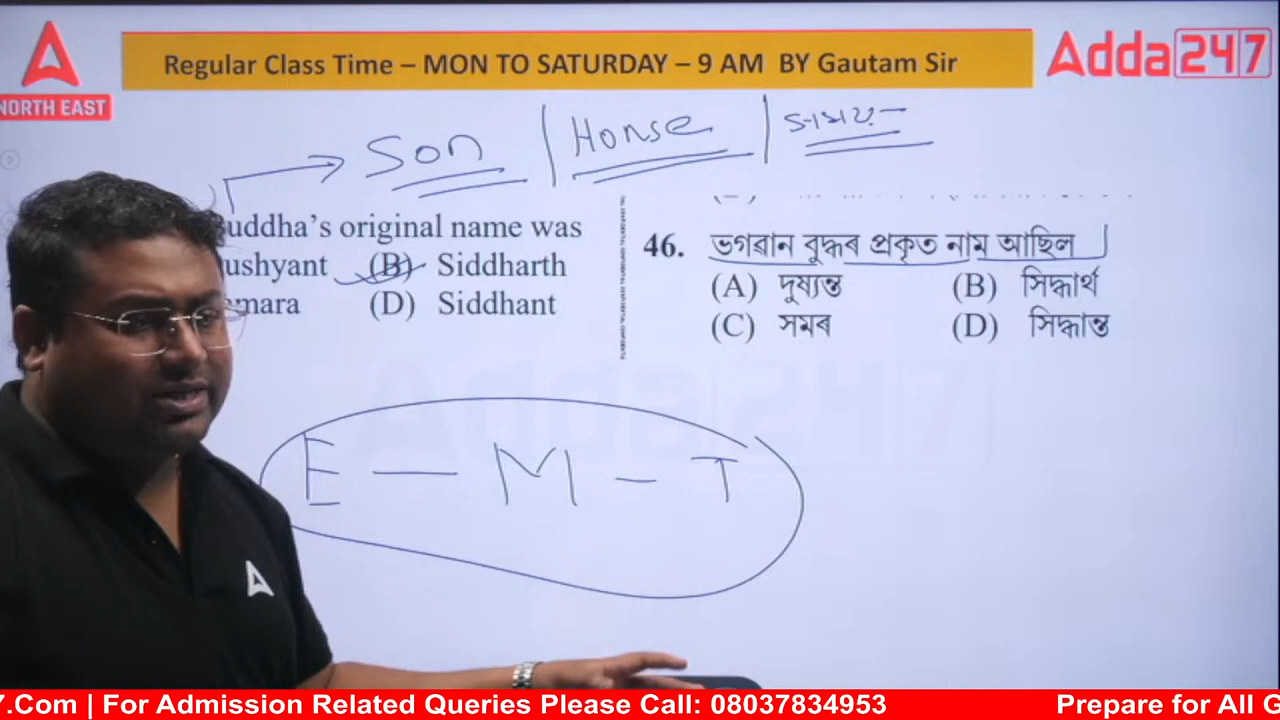 Regular Class Time – MON TO SATURDAY – 9 AM BY Gautam Sir
Adda247
NORTH EAST
Son | House |
uddha's original name was
ushyant (B) Siddharth
mara (D) Siddhant
46. ভগৱান বুদ্ধৰ প্ৰকৃত নাম আছিল
(A) দুষ্যন্ত (B) সিদ্ধাৰ্থ
(C) সমৰ (D) সিদ্ধান্ত
E — M – T
7.Com | For Admission Related Queries Please Call: 08037834953 Prepare for All G